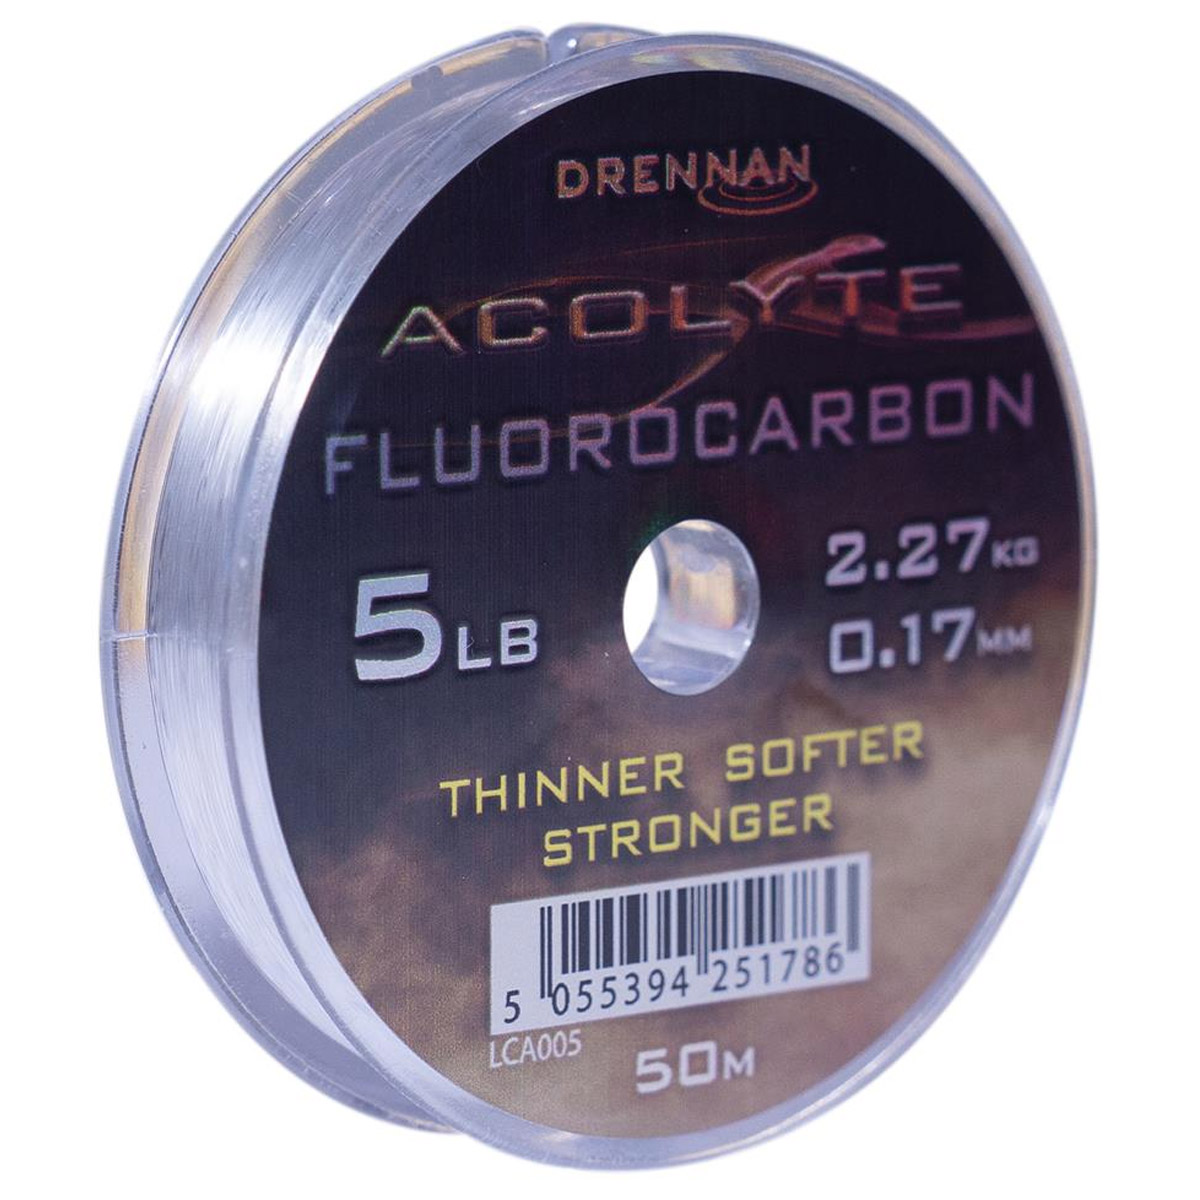 DRENNAN
ACOLYTE
FLUOROCARBON
5LB
2.27KG
0.17MM
THINNER SOFTER
STRONGER
5 055394 251786
LCA005
50M